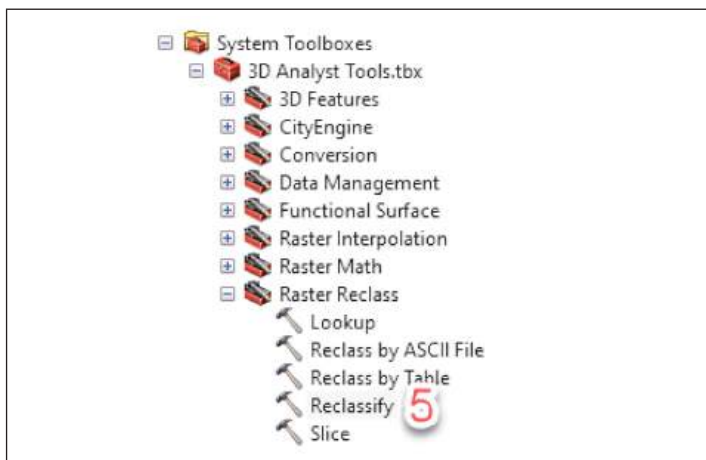 System Toolboxes
3D Analyst Tools.tbx
3D Features
CityEngine
Conversion
Data Management
Functional Surface
Raster Interpolation
Raster Math
Raster Reclass
Lookup
Reclass by ASCII File
Reclass by Table
Reclassify 5
Slice